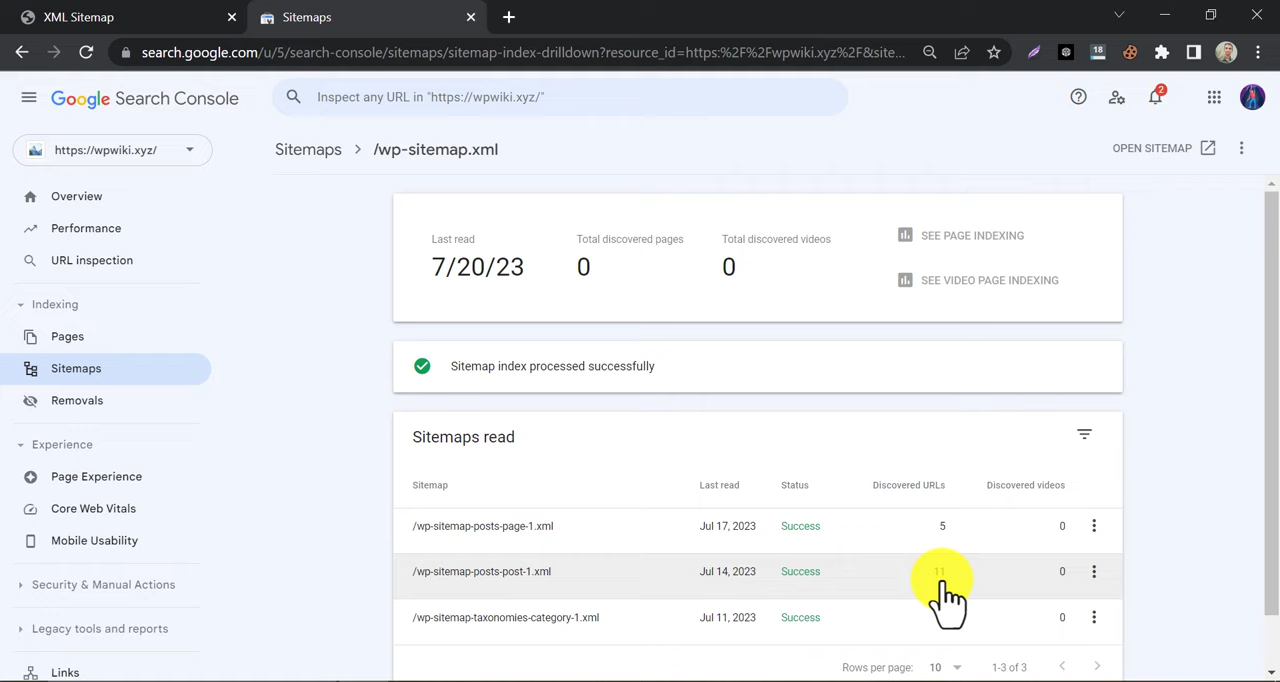 XML Sitemap
Sitemaps
search.google.com/u/5/search-console/sitemaps/sitemap-index-drilldown?resource_id=https:%2F%2Fwpwiki.xyz%2F&site...
18
Google Search Console
Inspect any URL in "https://wpwiki.xyz/"
2
https://wpwiki.xyz/
Sitemaps > /wp-sitemap.xml
OPEN SITEMAP
Overview
Performance
URL inspection
Indexing
Pages
Sitemaps
Removals
Experience
Page Experience
Core Web Vitals
Mobile Usability
Security & Manual Actions
Legacy tools and reports
Links
Last read
7/20/23
Total discovered pages
0
Total discovered videos
0
SEE PAGE INDEXING
SEE VIDEO PAGE INDEXING
Sitemap index processed successfully
Sitemaps read
Sitemap Last read Status Discovered URLs Discovered videos
/wp-sitemap-posts-page-1.xml Jul 17, 2023 Success 5 0
/wp-sitemap-posts-post-1.xml Jul 14, 2023 Success 11 0
/wp-sitemap-taxonomies-category-1.xml Jul 11, 2023 Success 0
Rows per page: 10 1-3 of 3